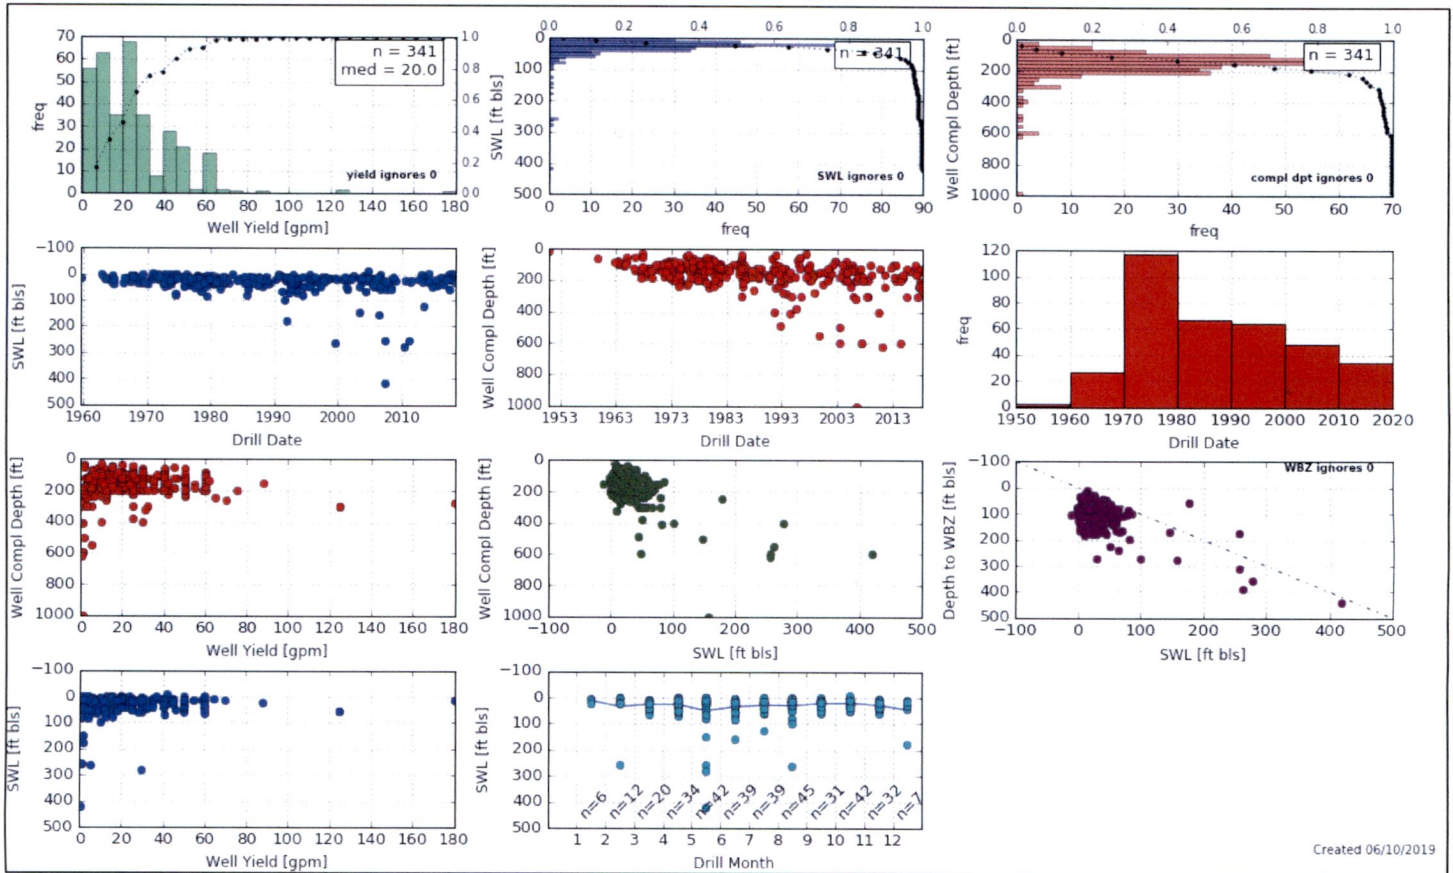 70
60
50
40
30
20
10
0
freq
1.0
0.8
0.6
0.4
0.2
0.0
n = 341
med = 20.0
yield ignores 0
0 20 40 60 80 100 120 140 160 180
Well Yield [gpm]
0.0 0.2 0.4 0.6 0.8 1.0
0
100
200
300
400
500
SWL [ft bls]
n = 341
SWL ignores 0
0 10 20 30 40 50 60 70 80 90
freq
0.0 0.2 0.4 0.6 0.8 1.0
0
200
400
600
800
1000
Well Compl Depth [ft]
n = 341
compl dpt ignores 0
0 10 20 30 40 50 60 70
freq
−100
0
100
200
300
400
500
SWL [ft bls]
1960 1970 1980 1990 2000 2010
Drill Date
0
200
400
600
800
1000
Well Compl Depth [ft]
1953 1963 1973 1983 1993 2003 2013
Drill Date
120
100
80
60
40
20
0
freq
1950 1960 1970 1980 1990 2000 2010 2020
Drill Date
0
200
400
600
800
1000
Well Compl Depth [ft]
0 20 40 60 80 100 120 140 160 180
Well Yield [gpm]
0
200
400
600
800
1000
Well Compl Depth [ft]
−100 0 100 200 300 400 500
SWL [ft bls]
−100
0
100
200
300
400
500
Depth to WBZ [ft bls]
WBZ ignores 0
−100 0 100 200 300 400 500
SWL [ft bls]
−100
0
100
200
300
400
500
SWL [ft bls]
0 20 40 60 80 100 120 140 160 180
Well Yield [gpm]
−100
0
100
200
300
400
500
SWL [ft bls]
n=6 n=12 n=20 n=34 n=42 n=39 n=39 n=45 n=31 n=42 n=32 n=7
1 2 3 4 5 6 7 8 9 10 11 12
Drill Month
Created 06/10/2019